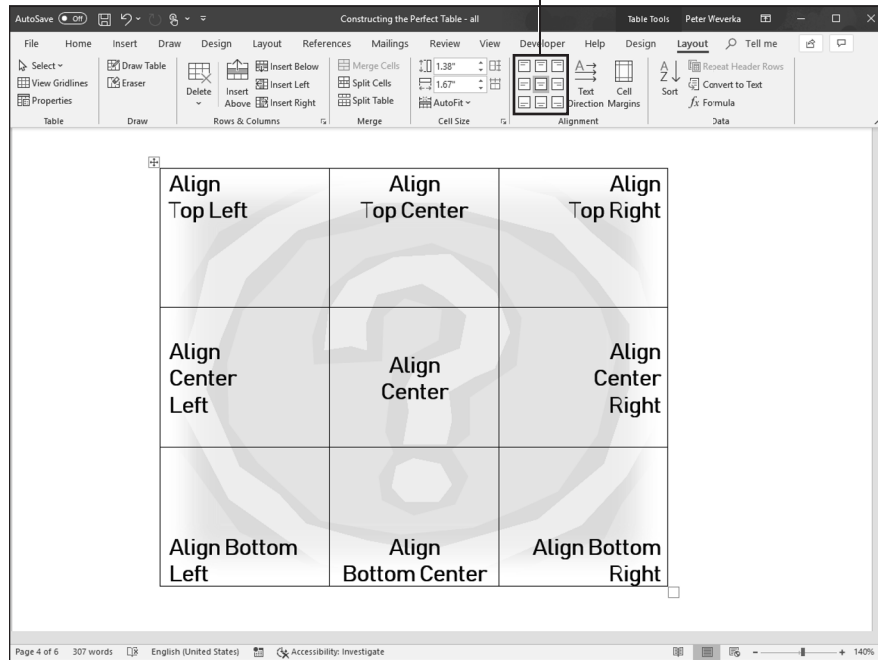 AutoSave Off Constructing the Perfect Table - all Table Tools Peter Weverka
File Home Insert Draw Design Layout References Mailings Review View Developer Help Design Layout Tell me
Select Draw Table Delete Insert Above Insert Below Merge Cells 1.38" Text Direction Cell Margins Sort Repeat Header Rows
View Gridlines Eraser Insert Left Split Cells 1.67" Convert to Text
Properties Insert Right Split Table AutoFit fx Formula
Table Draw Rows & Columns Merge Cell Size Alignment Data
Align
Top Left
Align
Top Center
Align
Top Right
Align
Center
Left
Align
Center
Align
Center
Right
Align Bottom
Left
Align
Bottom Center
Align Bottom
Right
Page 4 of 6 307 words English (United States) Accessibility: Investigate 140%